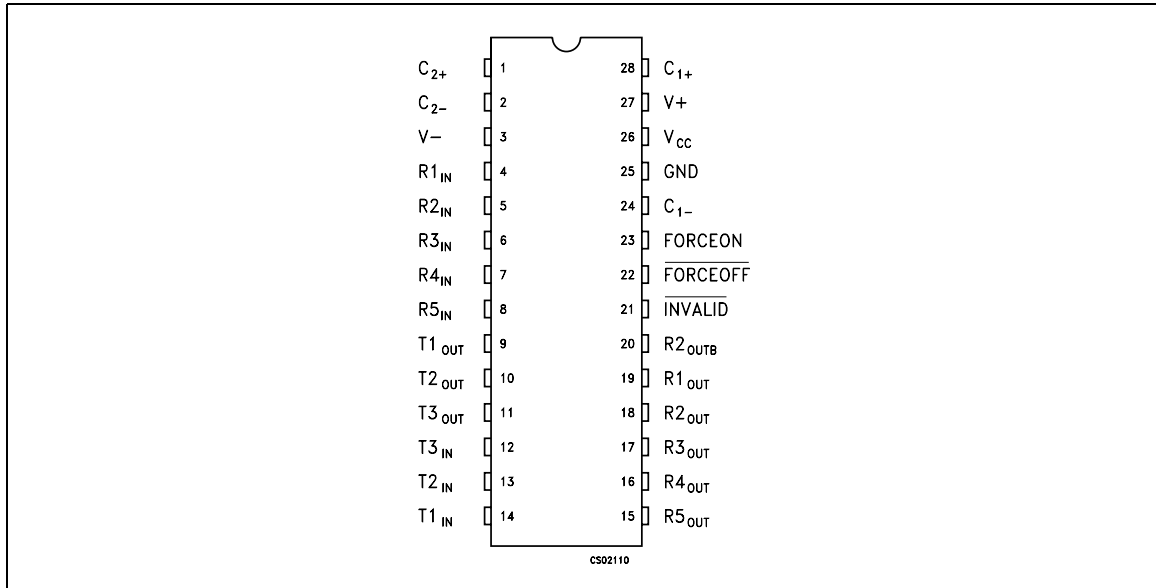 C2+ 1 28 C1+
C2- 2 27 V+
V- 3 26 VCC
R1IN 4 25 GND
R2IN 5 24 C1-
R3IN 6 23 FORCEON
R4IN 7 22 FORCEOFF
R5IN 8 21 INVALID
T1OUT 9 20 R2OUTB
T2OUT 10 19 R1OUT
T3OUT 11 18 R2OUT
T3IN 12 17 R3OUT
T2IN 13 16 R4OUT
T1IN 14 15 R5OUT
CS02110